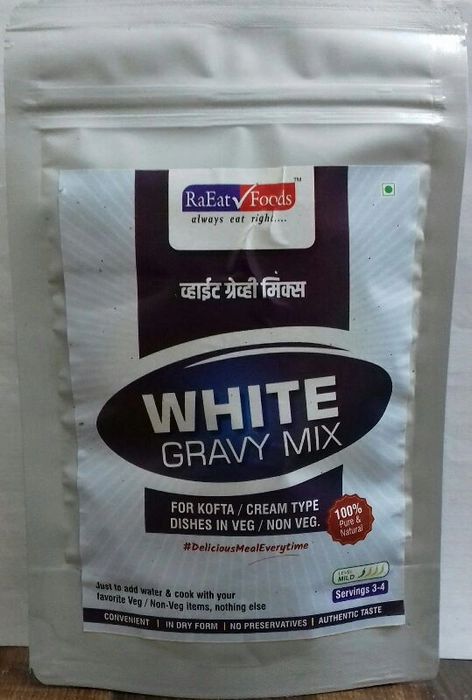 RaEat Foods TM
always eat right....
व्हाईट ग्रेव्ही मिक्स
WHITE
GRAVY MIX
FOR KOFTA / CREAM TYPE
DISHES IN VEG / NON VEG.
100%
Pure &
Natural
#DeliciousMealEverytime
LEVEL
MILD
Servings 3-4
Just to add water & cook with your
favorite Veg / Non-Veg items, nothing else
CONVENIENT | IN DRY FORM | NO PRESERVATIVES | AUTHENTIC TASTE